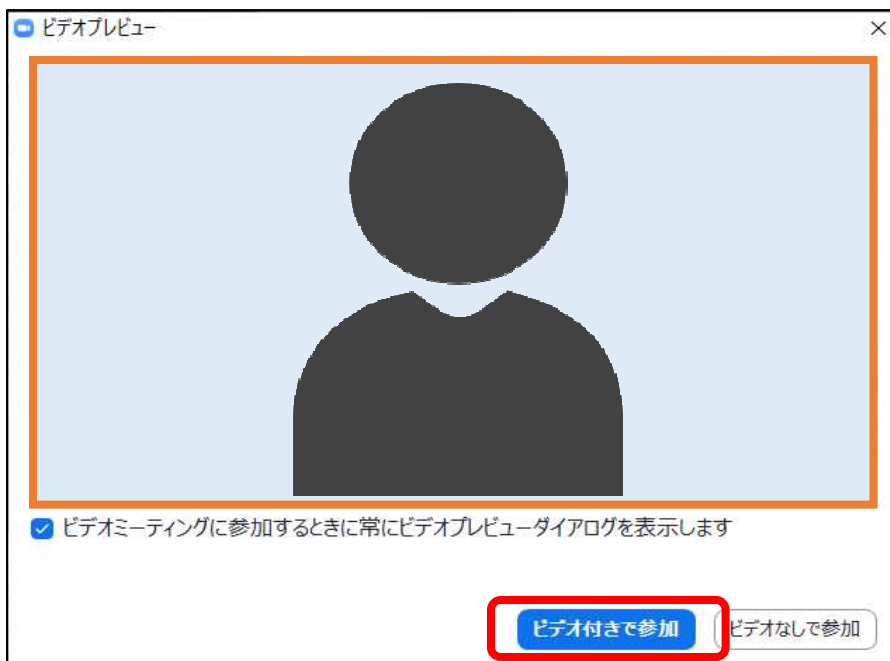 ビデオプレビュー
ビデオミーティングに参加するときに常にビデオプレビューダイアログを表示します
ビデオ付きで参加
ビデオなしで参加